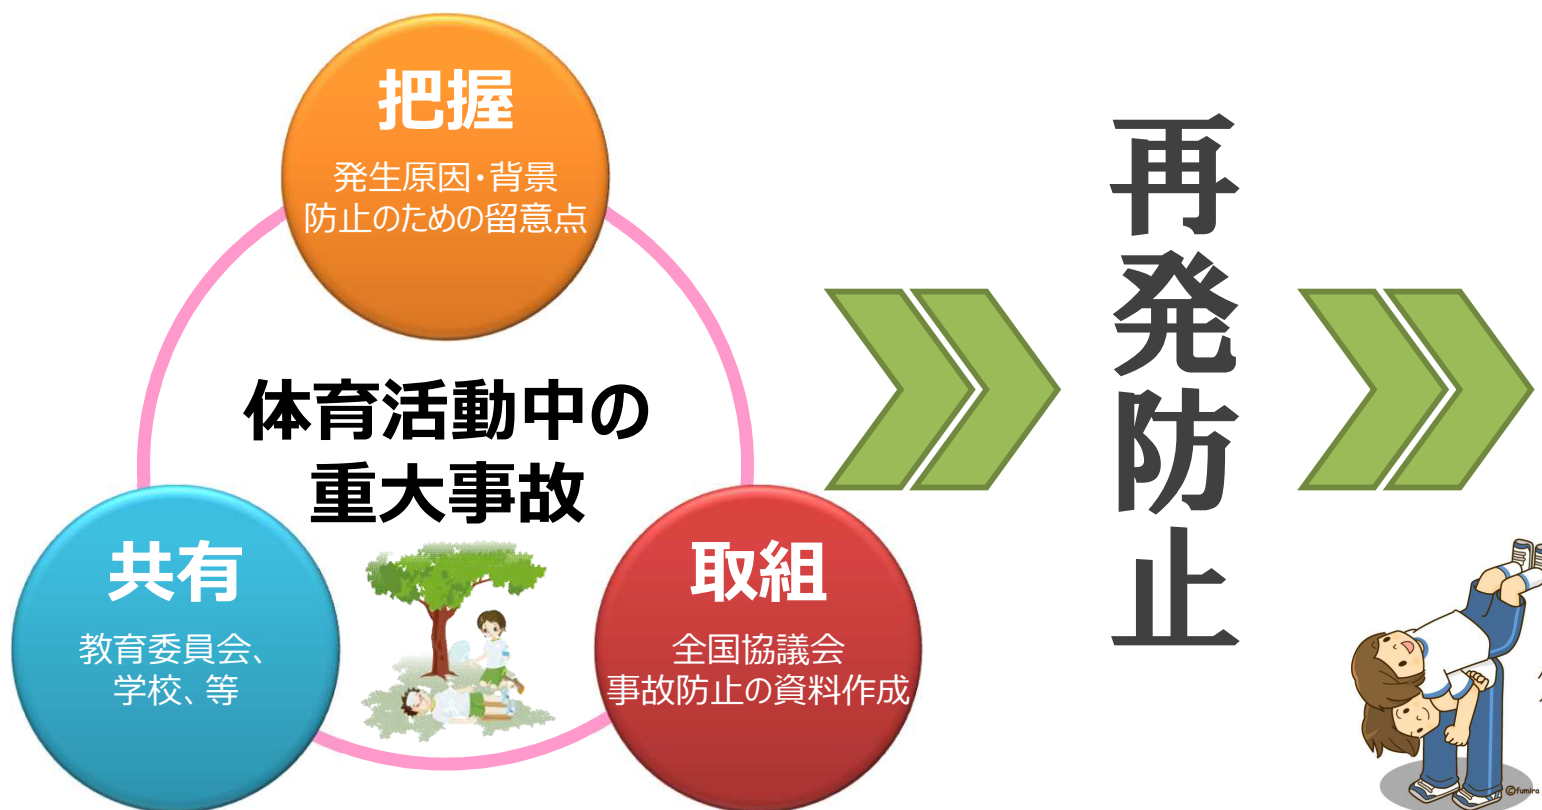 把握
発生原因・背景
防止のための留意点
体育活動中の
重大事故
共有
教育委員会、
学校、等
取組
全国協議会
事故防止の資料作成
再発防止
©fumira